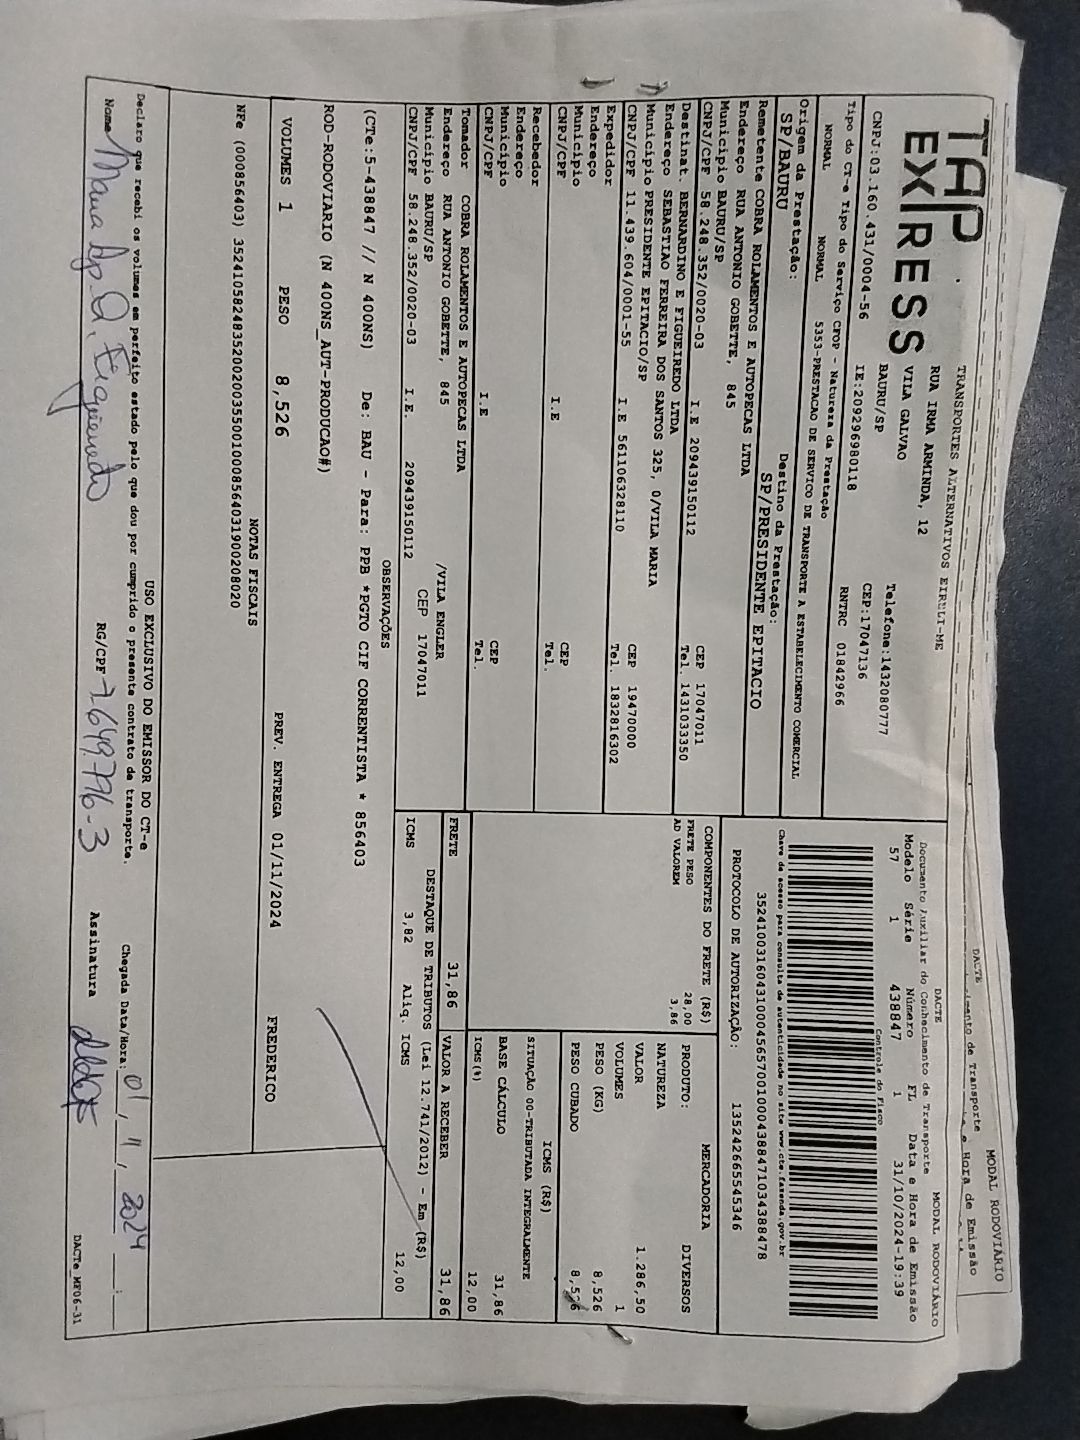 MODAL RODOVIÁRIO
DACTE
TRANSPORTES ALTERNATIVOS EIRELI-ME
TAP EXPRESS
RUA IRMA ARMINDA, 12
VILA GALVAO
BAURU/SP
Telefone:1432080777
CEP:17047136
CNPJ:03.160.431/0004-56 IE:209296980118 RNTRC 01842966
DACTE MODAL RODOVIÁRIO
Documento Auxiliar do Conhecimento de Transporte
Modelo Série Número FL Data e Hora de Emissão
57 1 438847 1 31/10/2024-19:39
Controle do Fisco
Tipo do CT-e Tipo do Serviço CFOP - Natureza da Prestação
NORMAL NORMAL 5353-PRESTACAO DE SERVICO DE TRANSPORTE A ESTABELECIMENTO COMERCIAL
Chave de acesso para consulta de autenticidade no site www.cte.fazenda.gov.br
35241003160431000456570010004388471034388478
PROTOCOLO DE AUTORIZAÇÃO: 135242665545346
Origem da Prestação: Destino da Prestação:
SP/BAURU SP/PRESIDENTE EPITACIO
Remetente COBRA ROLAMENTOS E AUTOPECAS LTDA
Endereço RUA ANTONIO GOBETTE, 845
Município BAURU/SP CEP 17047011
CNPJ/CPF 58.248.352/0020-03 I.E 209439150112 Tel. 1431033350
Destinat. BERNARDINO E FIGUEIREDO LTDA
Endereço SEBASTIAO FERREIRA DOS SANTOS 325, 0/VILA MARIA
Município PRESIDENTE EPITACIO/SP CEP 19470000
CNPJ/CPF 11.439.604/0001-55 I.E 561106328110 Tel. 1832816302
Expedidor
Endereço
Município CEP
CNPJ/CPF I.E Tel.
Recebedor
Endereço
Município CEP
CNPJ/CPF I.E Tel.
Tomador COBRA ROLAMENTOS E AUTOPECAS LTDA
Endereço RUA ANTONIO GOBETTE, 845 /VILA ENGLER
Município BAURU/SP CEP 17047011
CNPJ/CPF 58.248.352/0020-03 I.E. 209439150112
COMPONENTES DO FRETE (R$)
FRETE PESO 28,00
AD VALOREM 3,86
PRODUTO: MERCADORIA
NATUREZA DIVERSOS
VALOR 1.286,50
VOLUMES 1
PESO (KG) 8,526
PESO CUBADO 8,526
ICMS (R$)
SITUAÇÃO 00-TRIBUTADA INTEGRALMENTE
BASE CÁLCULO 31,86
ICMS(%) 12,00
FRETE 31,86 VALOR A RECEBER 31,86
DESTAQUE DE TRIBUTOS (Lei 12.741/2012) - Em (R$)
ICMS 3,82 Alíq. ICMS 12,00
OBSERVAÇÕES
(CTe:5-438847 // N 400NS) De: BAU - Para: PPB *PGTO CIF CORRENTISTA * 856403
ROD-RODOVIARIO (N 400NS_AUT-PRODUCAO#)
VOLUMES 1 PESO 8,526 PREV. ENTREGA 01/11/2024 FREDERICO
NOTAS FISCAIS
NFe (000856403) 35241058248352002003550010008564031900208020
USO EXCLUSIVO DO EMISSOR DO CT-e
Declaro que recebi os volumes em perfeito estado pelo que dou por cumprido o presente contrato de transporte. Chegada Data/Hora: 01, 11, 2024 :
Nome Maria Ap. Q. Figueiredo RG/CPF 7.649.796-3 Assinatura
DACTe_MF06-31